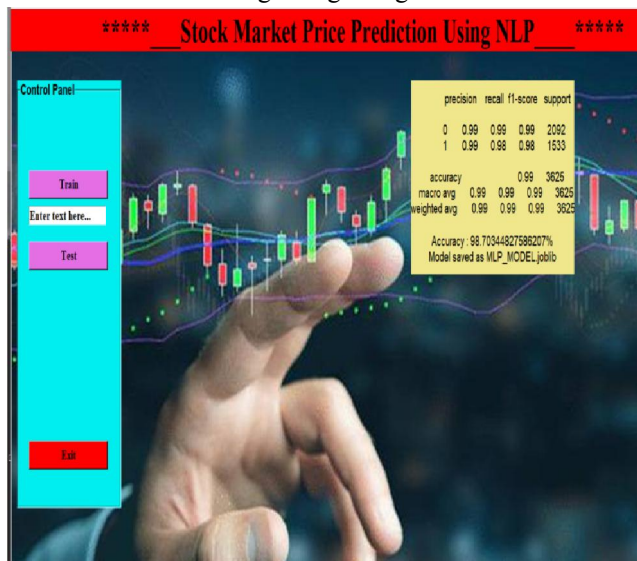 *****___Stock Market Price Prediction Using NLP____*****
Control Panel
Train
Enter text here...
Test
Exit
precision recall f1-score support
0 0.99 0.99 0.99 2092
1 0.99 0.98 0.98 1533
accuracy 0.99 3625
macro avg 0.99 0.99 0.99 3625
weighted avg 0.99 0.99 0.99 3625
Accuracy : 98.70344827586207%
Model saved as MLP_MODEL.joblib